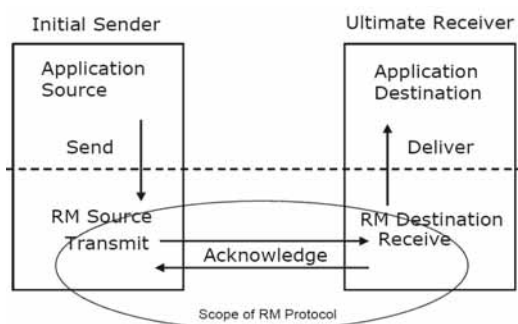 Initial Sender
Ultimate Receiver
Application
Source
Application
Destination
Send
Deliver
RM Source
Transmit
RM Destination
Receive
Acknowledge
Scope of RM Protocol